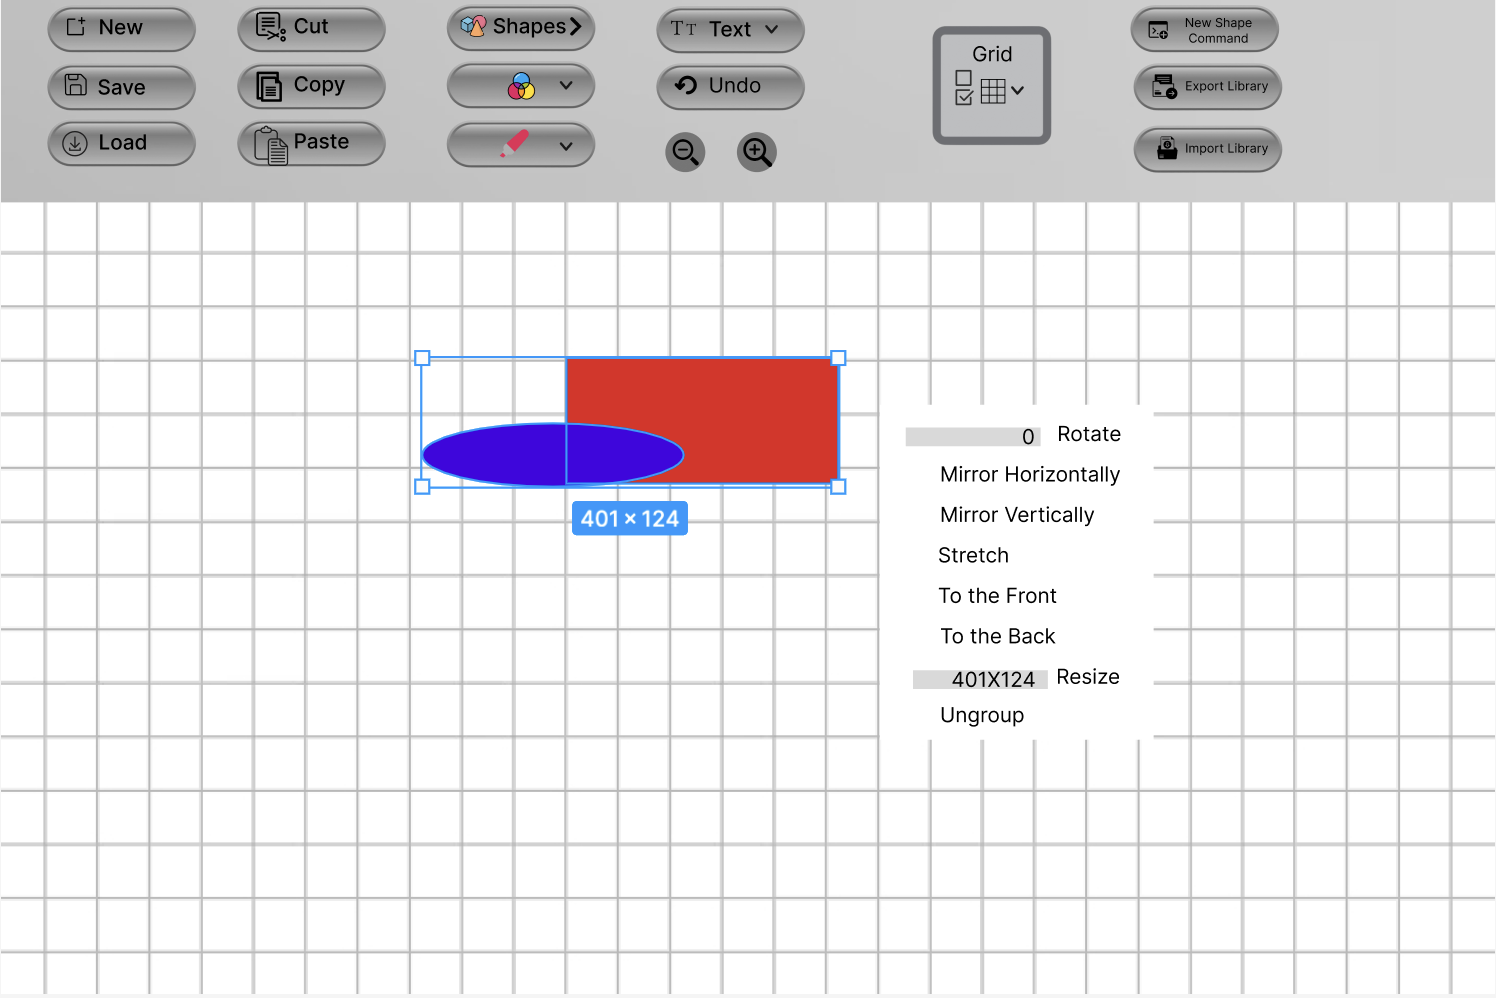 New
Cut
Shapes
Tт Text
Grid
New Shape
Command
Save
Copy
Undo
Export Library
Load
Paste
Import Library
401 × 124
0 Rotate
Mirror Horizontally
Mirror Vertically
Stretch
To the Front
To the Back
401X124 Resize
Ungroup